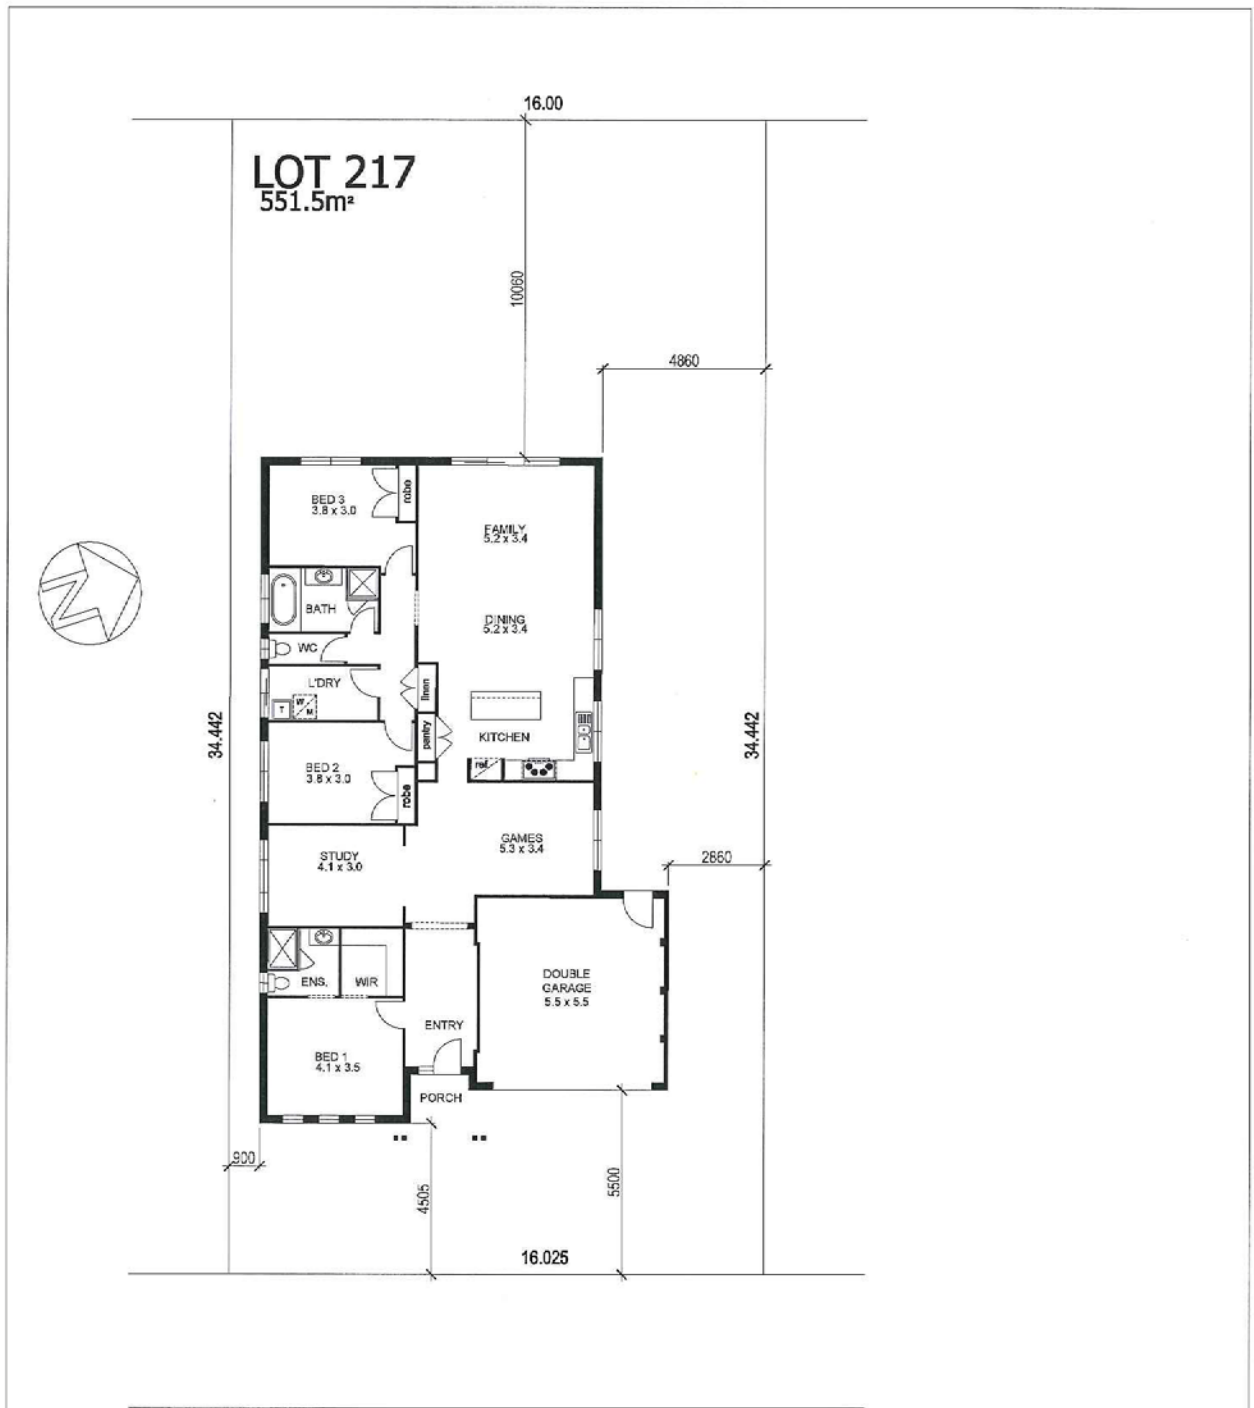 16.00
LOT 217
551.5m²
10060
4860
BED 3
3.8 x 3.0
robe
FAMILY
5.2 x 3.4
N
BATH
DINING
5.2 x 3.4
WC
L'DRY
T
W
M
linen
34.442
34.442
pantry
KITCHEN
ref.
BED 2
3.8 x 3.0
robe
GAMES
5.3 x 3.4
STUDY
4.1 x 3.0
2860
ENS.
WIR
DOUBLE
GARAGE
5.5 x 5.5
ENTRY
BED 1
4.1 x 3.5
PORCH
900
4505
5500
16.025